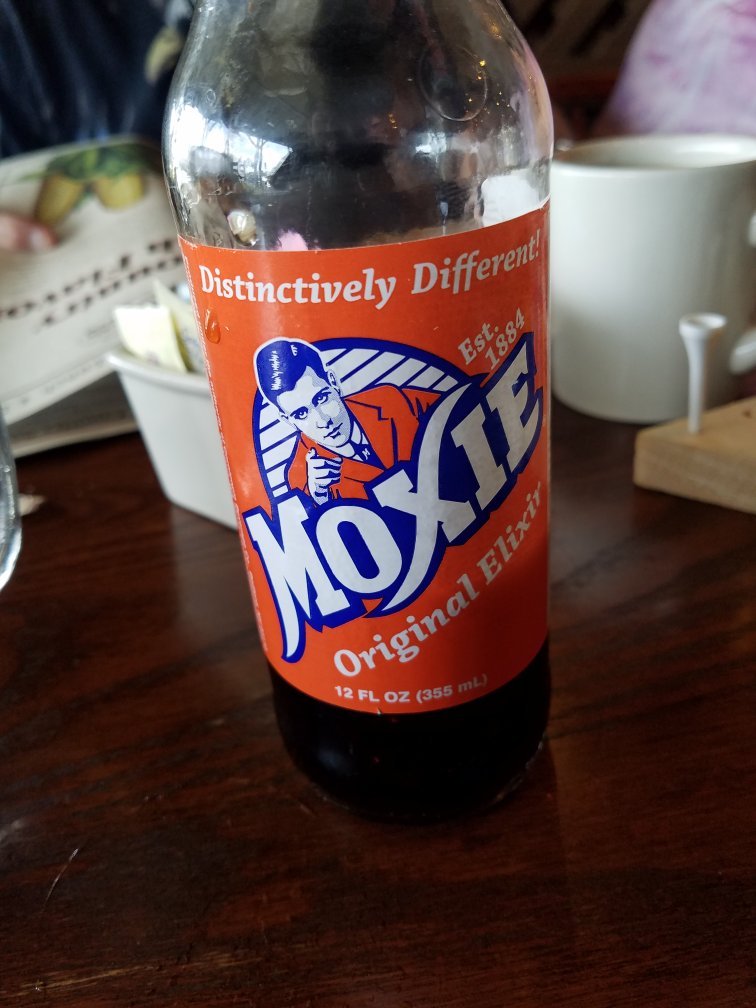 Distinctively Different!
Est.
1884
MOXIE
Original Elixir
12 FL OZ (355 mL)